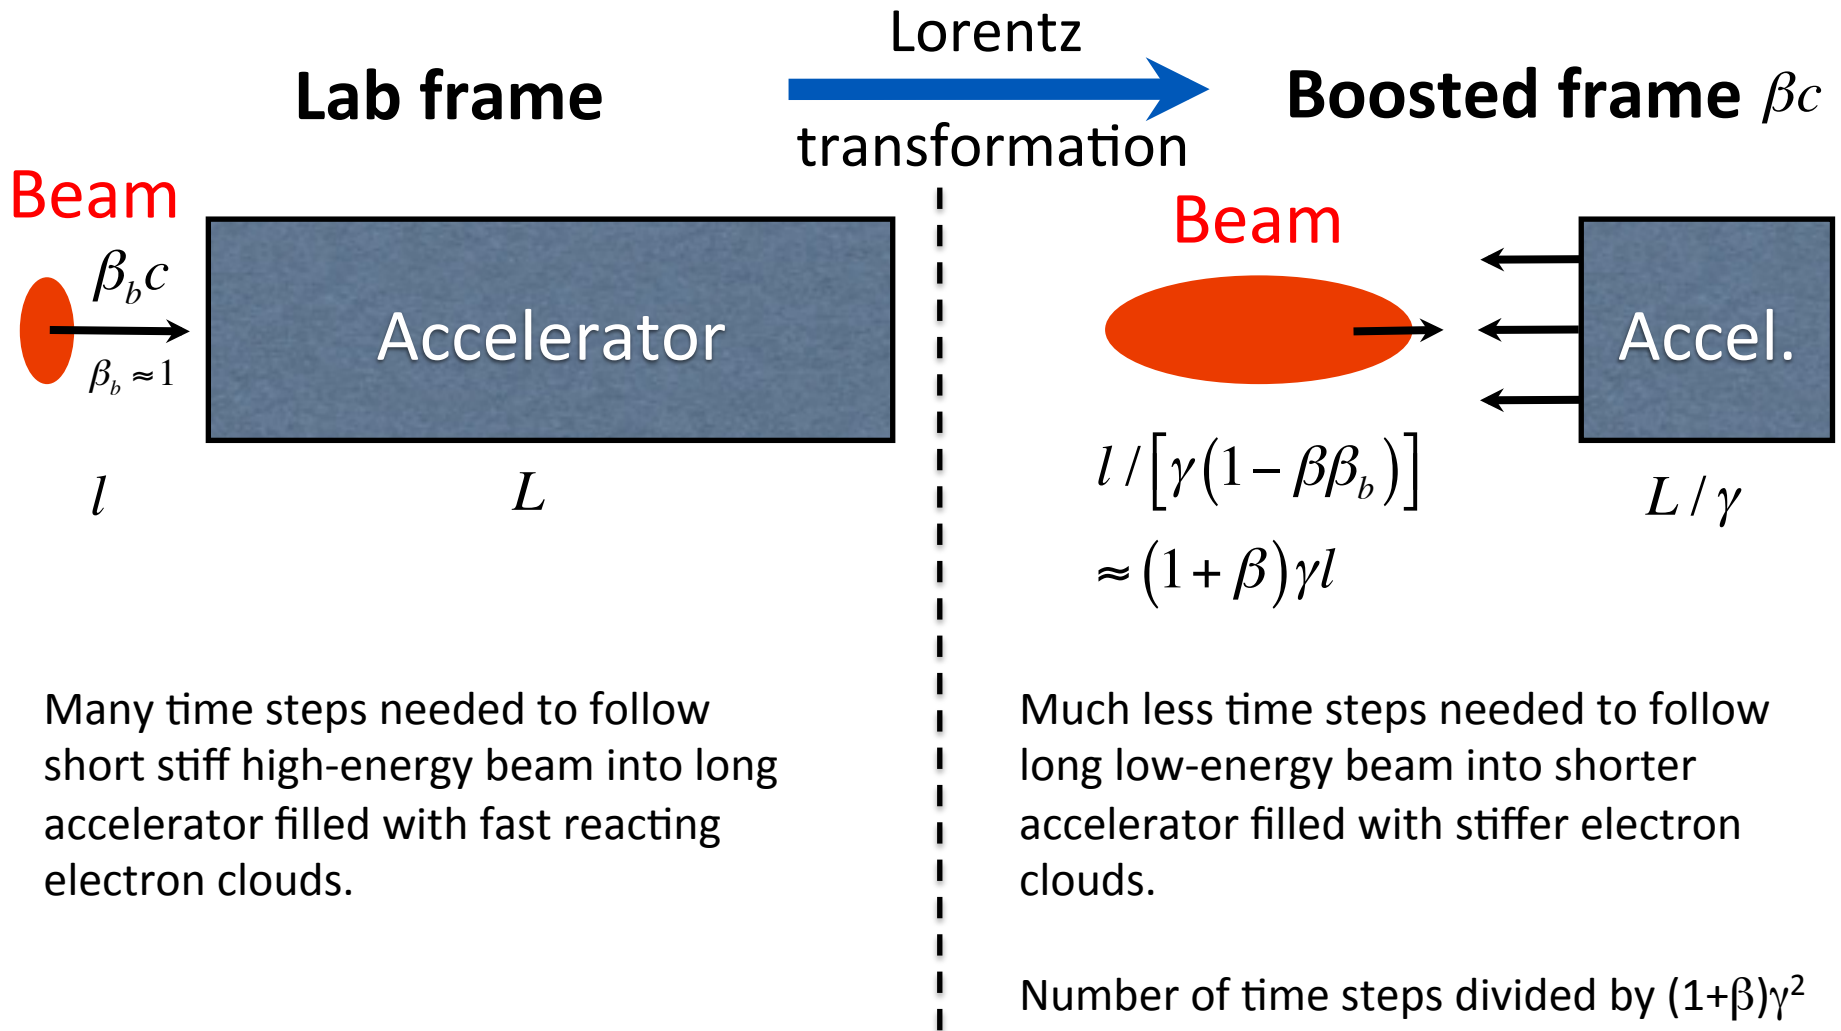 Lab frame
Lorentz
transformation
Boosted frame βc
Beam
β_b c
β_b ≈ 1
Accelerator
l
L
Many time steps needed to follow
short stiff high-energy beam into long
accelerator filled with fast reacting
electron clouds.
Beam
Accel.
l / [γ(1 − ββ_b)]
≈ (1 + β)γl
L / γ
Much less time steps needed to follow
long low-energy beam into shorter
accelerator filled with stiffer electron
clouds.
Number of time steps divided by (1+β)γ²